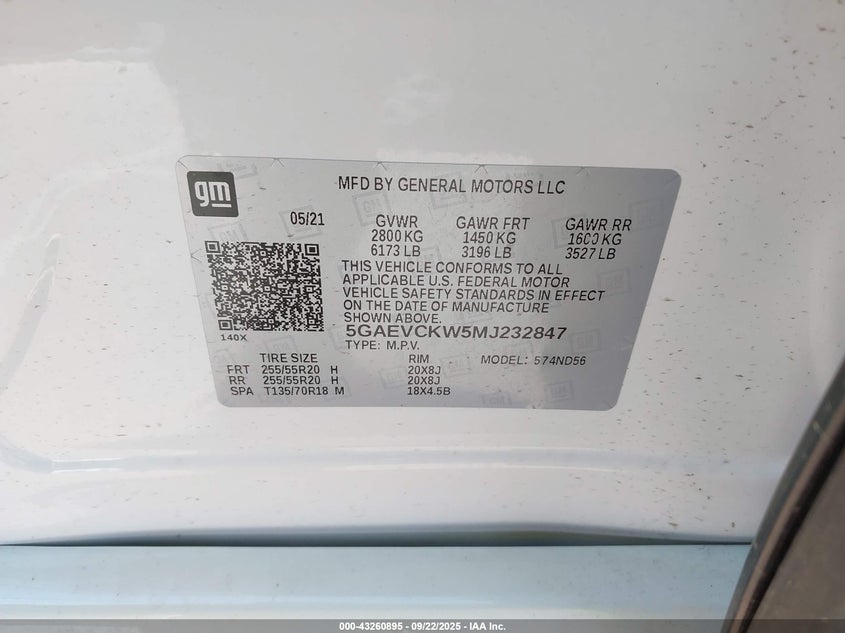 gm
MFD BY GENERAL MOTORS LLC
05/21
GVWR GAWR FRT GAWR RR
2800 KG 1450 KG 1600 KG
6173 LB 3196 LB 3527 LB
THIS VEHICLE CONFORMS TO ALL
APPLICABLE U.S. FEDERAL MOTOR
VEHICLE SAFETY STANDARDS IN EFFECT
ON THE DATE OF MANUFACTURE
SHOWN ABOVE.
5GAEVCKW5MJ232847
140X
TYPE: M.P.V. MODEL: 574ND56
TIRE SIZE RIM
FRT 255/55R20 H 20X8J
RR 255/55R20 H 20X8J
SPA T135/70R18 M 18X4.5B
000-43260895 - 09/22/2025 - IAA Inc.